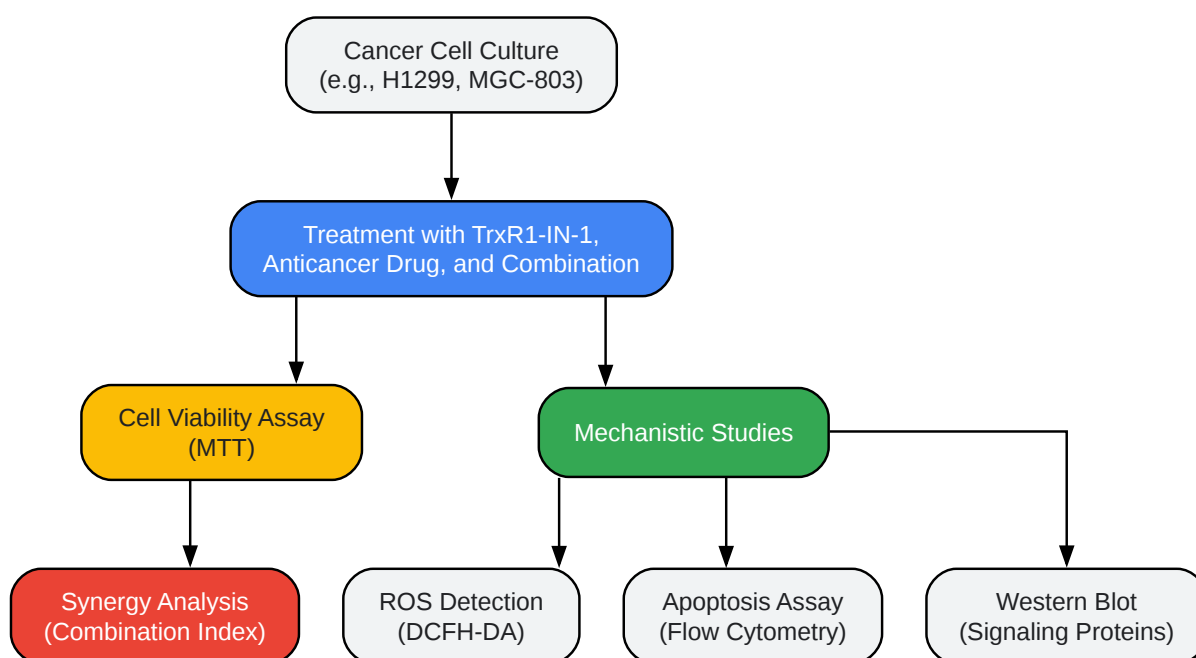 Cancer Cell Culture
(e.g., H1299, MGC-803)
Treatment with TrxR1-IN-1,
Anticancer Drug, and Combination
Cell Viability Assay
(MTT)
Mechanistic Studies
Synergy Analysis
(Combination Index)
ROS Detection
(DCFH-DA)
Apoptosis Assay
(Flow Cytometry)
Western Blot
(Signaling Proteins)